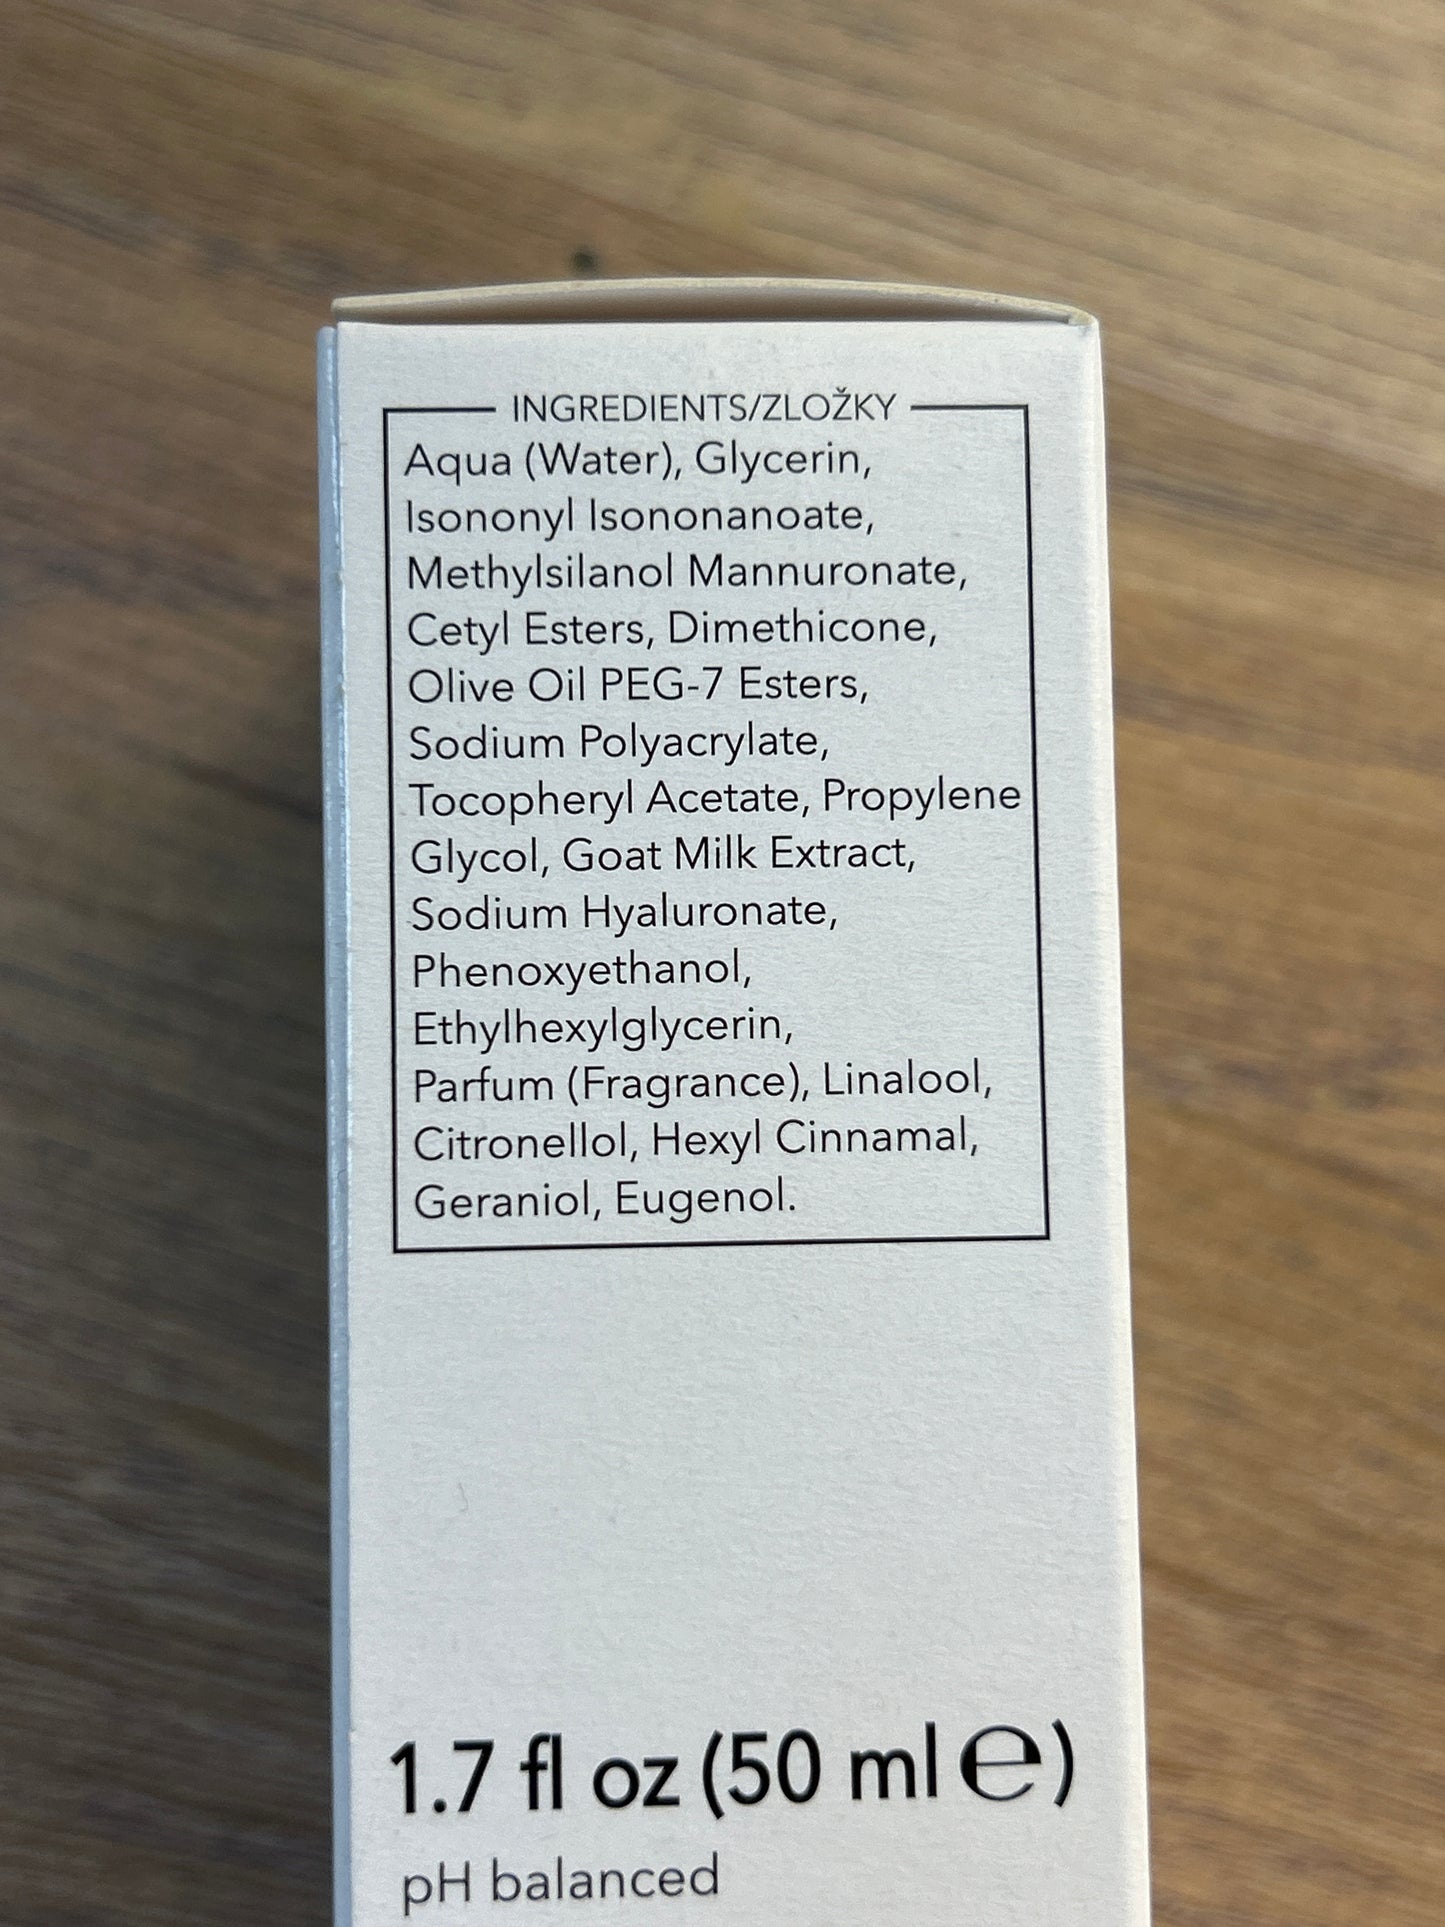 INGREDIENTS/ZLOŽKY
Aqua (Water), Glycerin,
Isononyl Isononanoate,
Methylsilanol Mannuronate,
Cetyl Esters, Dimethicone,
Olive Oil PEG-7 Esters,
Sodium Polyacrylate,
Tocopheryl Acetate, Propylene
Glycol, Goat Milk Extract,
Sodium Hyaluronate,
Phenoxyethanol,
Ethylhexylglycerin,
Parfum (Fragrance), Linalool,
Citronellol, Hexyl Cinnamal,
Geraniol, Eugenol.
1.7 fl oz (50 ml ℮)
pH balanced